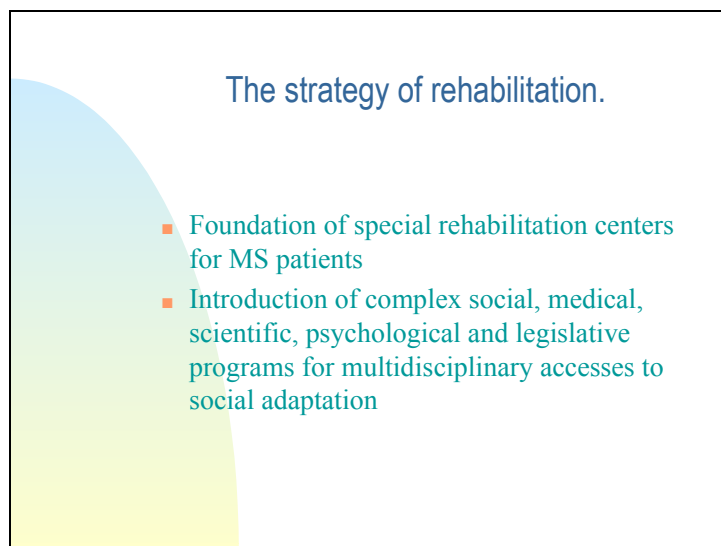 The strategy of rehabilitation.
Foundation of special rehabilitation centers
for MS patients
Introduction of complex social, medical,
scientific, psychological and legislative
programs for multidisciplinary accesses to
social adaptation